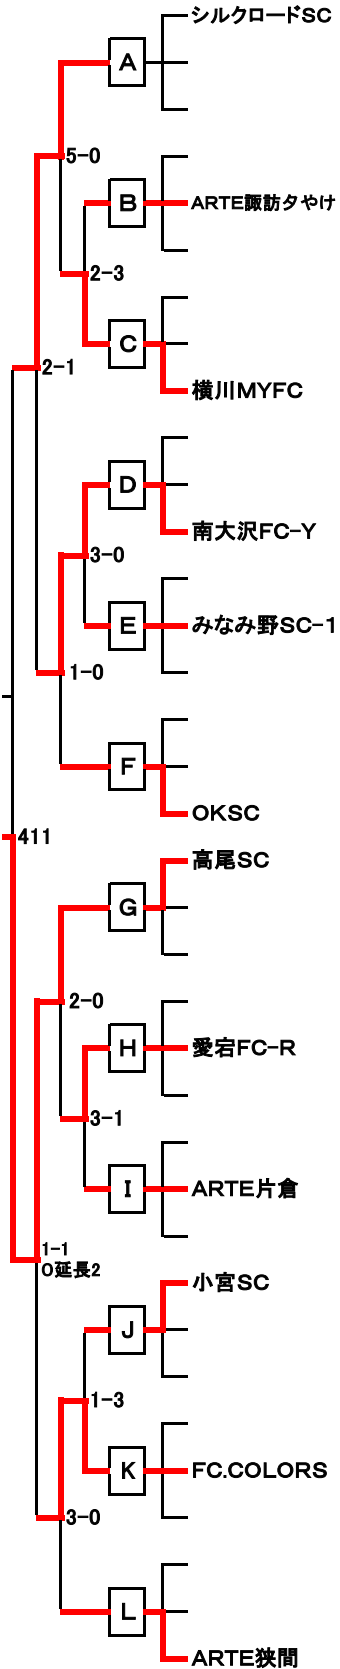 シルクロードSC
A
5-0
B
ARTE諏訪夕やけ
2-3
C
2-1
横川MYFC
D
南大沢FC-Y
3-0
E
みなみ野SC-1
1-0
F
OKSC
411
高尾SC
G
2-0
H
愛宕FC-R
3-1
I
ARTE片倉
1-1
0延長2
小宮SC
J
1-3
K
FC.COLORS
3-0
L
ARTE狭間